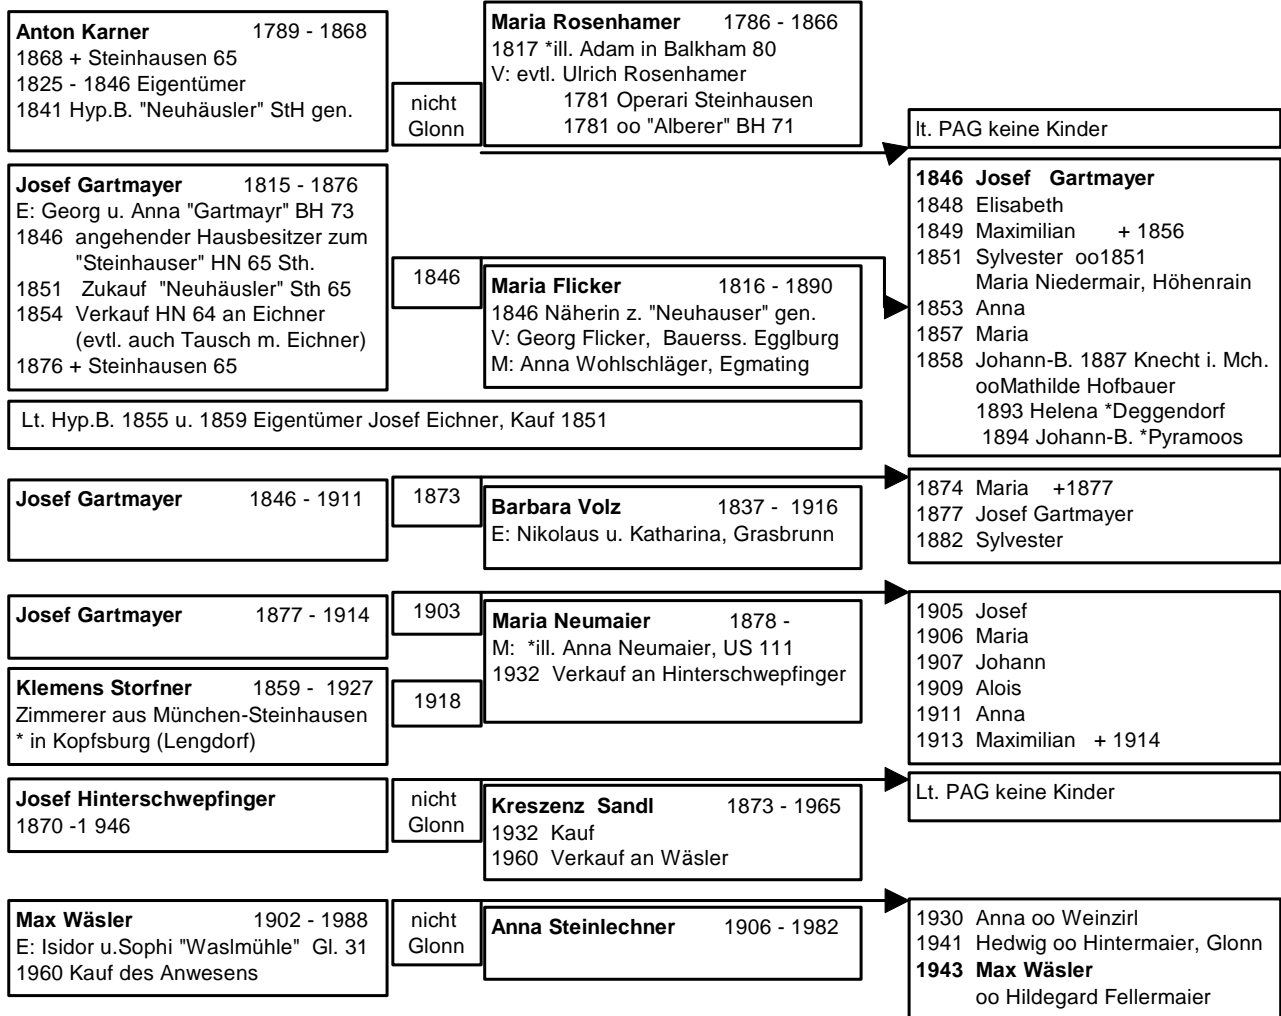 Anton Karner 1789 - 1868
1868 + Steinhausen 65
1825 - 1846 Eigentümer
1841 Hyp.B. "Neuhäusler" StH gen.
nicht
Glonn
Maria Rosenhamer 1786 - 1866
1817 *ill. Adam in Balkham 80
V: evtl. Ulrich Rosenhamer
1781 Operari Steinhausen
1781 oo "Alberer" BH 71
lt. PAG keine Kinder
Josef Gartmayer 1815 - 1876
E: Georg u. Anna "Gartmayr" BH 73
1846 angehender Hausbesitzer zum
"Steinhauser" HN 65 Sth.
1851 Zukauf "Neuhäusler" Sth 65
1854 Verkauf HN 64 an Eichner
(evtl. auch Tausch m. Eichner)
1876 + Steinhausen 65
1846
Maria Flicker 1816 - 1890
1846 Näherin z. "Neuhauser" gen.
V: Georg Flicker, Bauerss. Egglburg
M: Anna Wohlschläger, Egmating
1846 Josef Gartmayer
1848 Elisabeth
1849 Maximilian + 1856
1851 Sylvester oo1851
Maria Niedermair, Höhenrain
1853 Anna
1857 Maria
1858 Johann-B. 1887 Knecht i. Mch.
ooMathilde Hofbauer
1893 Helena *Deggendorf
1894 Johann-B. *Pyramoos
Lt. Hyp.B. 1855 u. 1859 Eigentümer Josef Eichner, Kauf 1851
Josef Gartmayer 1846 - 1911
1873
Barbara Volz 1837 - 1916
E: Nikolaus u. Katharina, Grasbrunn
1874 Maria +1877
1877 Josef Gartmayer
1882 Sylvester
Josef Gartmayer 1877 - 1914
1903
Maria Neumaier 1878 -
M: *ill. Anna Neumaier, US 111
1932 Verkauf an Hinterschwepfinger
1905 Josef
1906 Maria
1907 Johann
1909 Alois
1911 Anna
1913 Maximilian + 1914
Klemens Storfner 1859 - 1927
Zimmerer aus München-Steinhausen
* in Kopfsburg (Lengdorf)
1918
Josef Hinterschwepfinger
1870 -1 946
nicht
Glonn
Kreszenz Sandl 1873 - 1965
1932 Kauf
1960 Verkauf an Wäsler
Lt. PAG keine Kinder
Max Wäsler 1902 - 1988
E: Isidor u.Sophi "Waslmühle" Gl. 31
1960 Kauf des Anwesens
nicht
Glonn
Anna Steinlechner 1906 - 1982
1930 Anna oo Weinzirl
1941 Hedwig oo Hintermaier, Glonn
1943 Max Wäsler
oo Hildegard Fellermaier